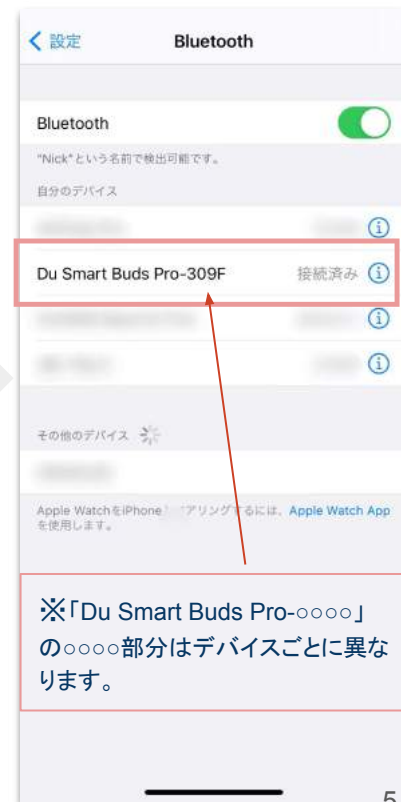 設定 Bluetooth
Bluetooth
"Nick"という名前で検出可能です。
自分のデバイス
Du Smart Buds Pro-309F 接続済み
その他のデバイス
Apple WatchをiPhone アリングするには、Apple Watch App
を使用します。
※「Du Smart Buds Pro-○○○○」
の○○○○部分はデバイスごとに異な
ります。
5